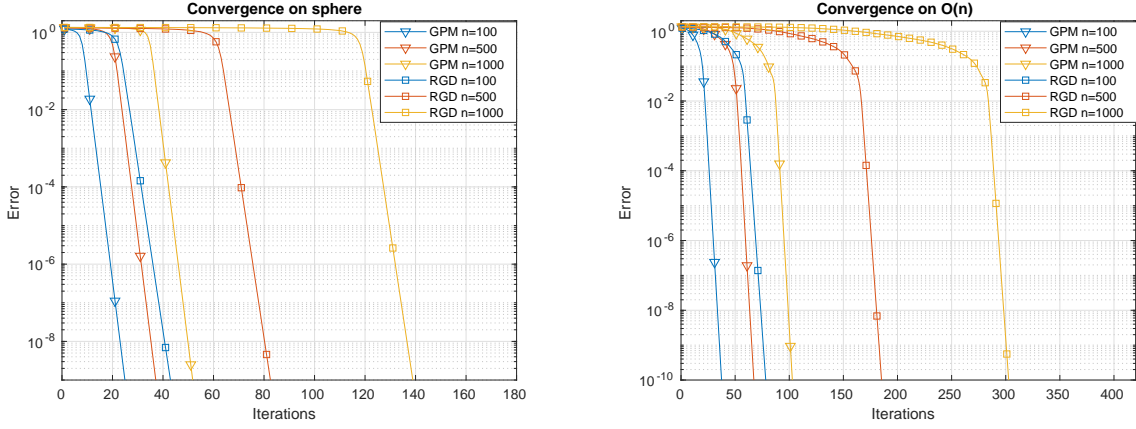 Convergence on sphere
10^0
10^-2
10^-4
10^-6
10^-8
Error
0 20 40 60 80 100 120 140 160 180
Iterations
GPM n=100
GPM n=500
GPM n=1000
RGD n=100
RGD n=500
RGD n=1000
Convergence on O(n)
10^0
10^-2
10^-4
10^-6
10^-8
10^-10
Error
0 50 100 150 200 250 300 350 400
Iterations
GPM n=100
GPM n=500
GPM n=1000
RGD n=100
RGD n=500
RGD n=1000